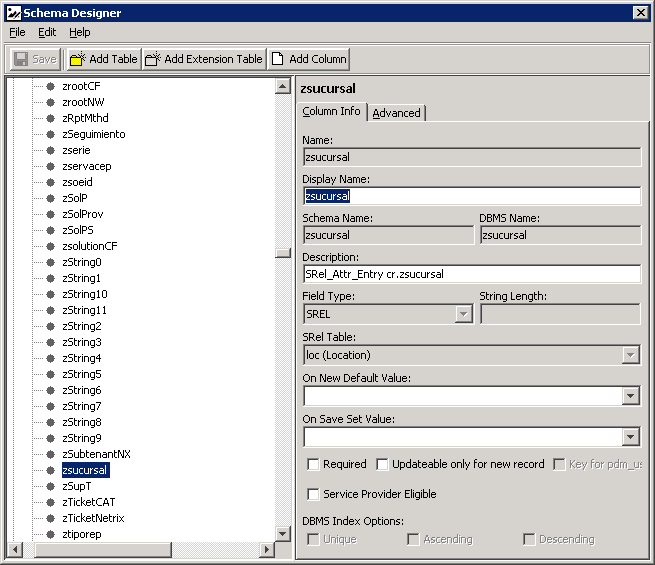 Schema Designer
File Edit Help
Save Add Table Add Extension Table Add Column
zrootCF
zrootNW
zRptMthd
zSeguimiento
zserie
zservacep
zsoeid
zSolP
zSolProv
zSolPS
zsolutionCF
zString0
zString1
zString10
zString11
zString2
zString3
zString4
zString5
zString6
zString7
zString8
zString9
zSubtenantNX
zsucursal
zSupT
zTicketCAT
zTicketNetrix
ztiporep
zsucursal
Column Info Advanced
Name:
zsucursal
Display Name:
zsucursal
Schema Name: DBMS Name:
zsucursal zsucursal
Description:
SRel_Attr_Entry cr.zsucursal
Field Type: String Length:
SREL
SRel Table:
loc (Location)
On New Default Value:
On Save Set Value:
Required Updateable only for new record Key for pdm_us
Service Provider Eligible
DBMS Index Options:
Unique Ascending Descending